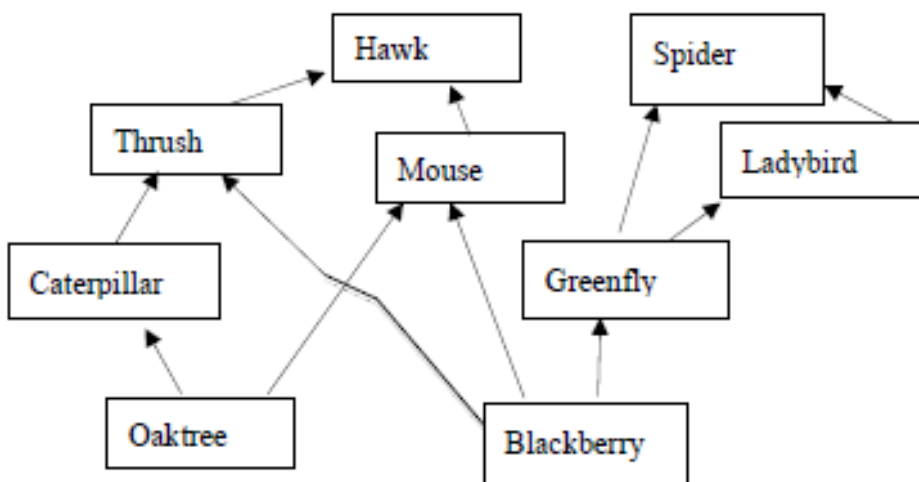 Hawk
Spider
Thrush
Mouse
Ladybird
Caterpillar
Greenfly
Oaktree
Blackberry